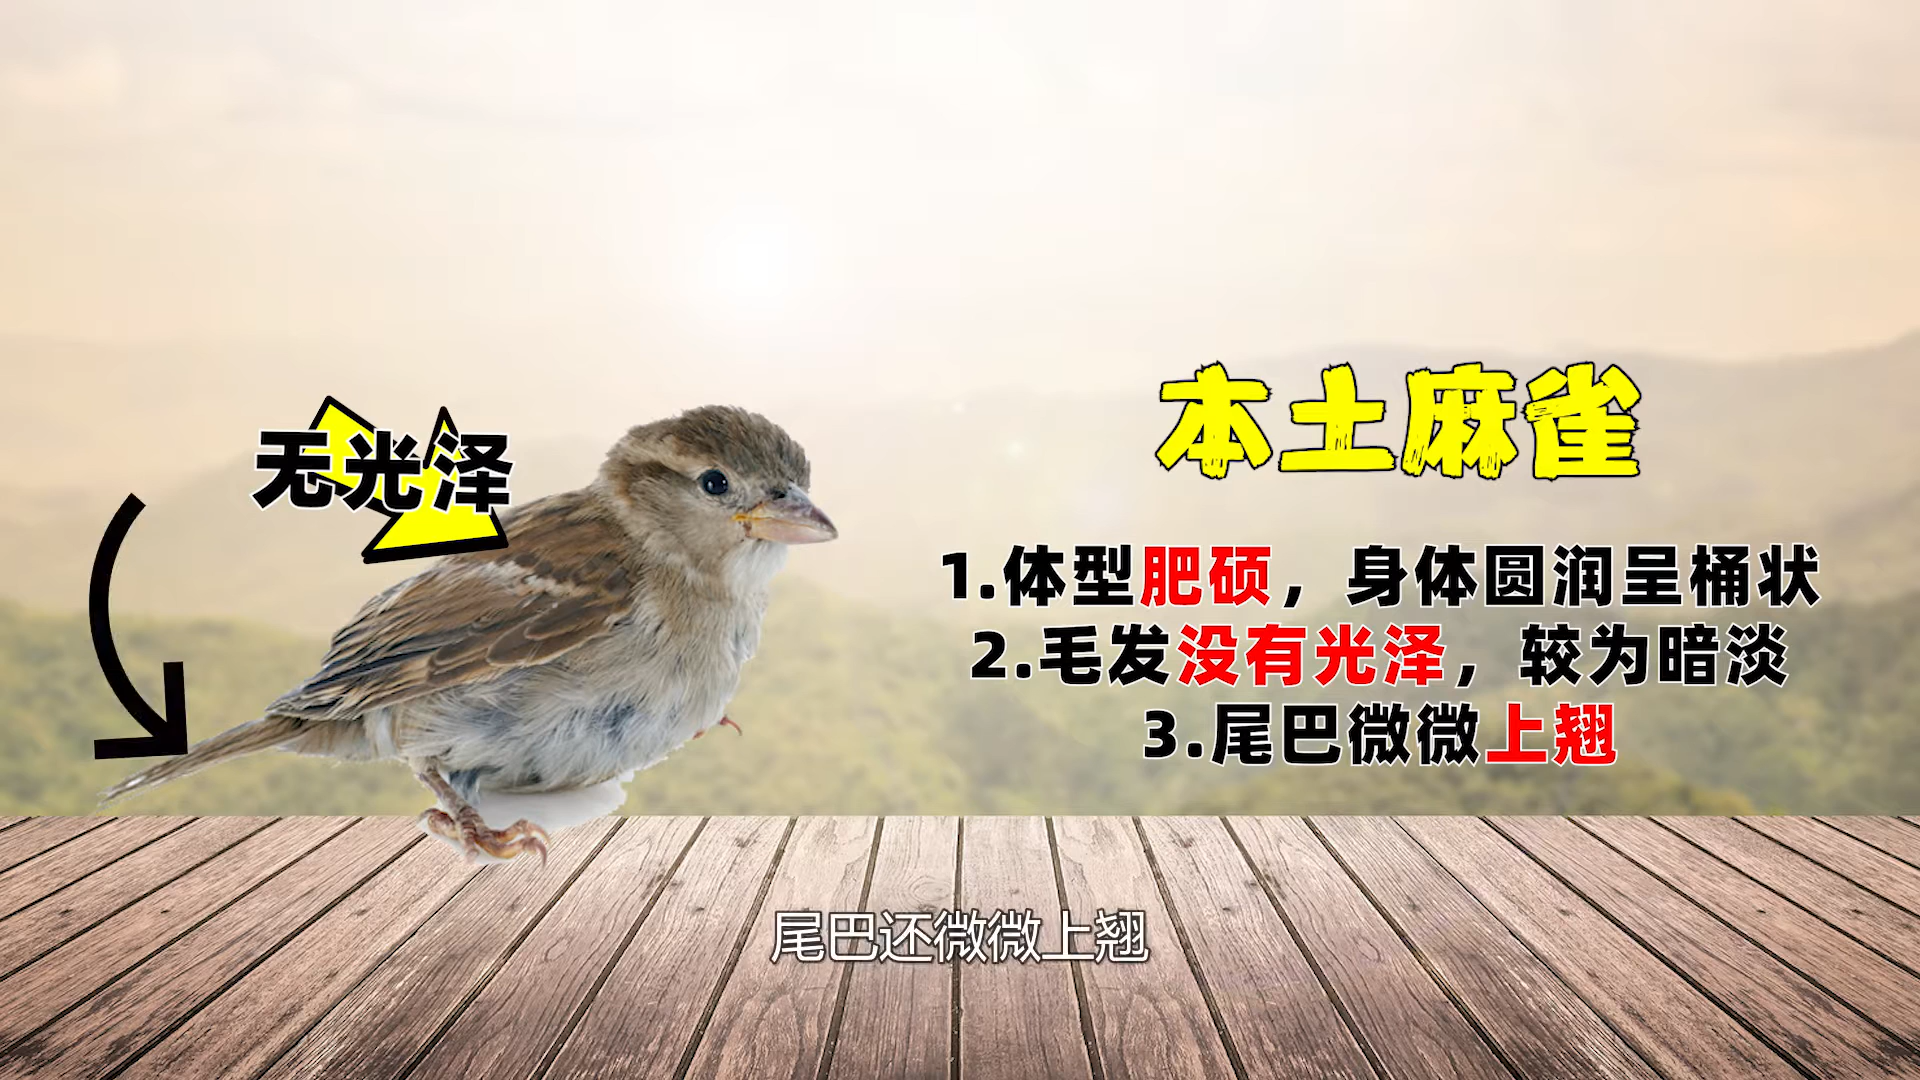 本土麻雀
无光泽
1.体型肥硕，身体圆润呈桶状
2.毛发没有光泽，较为暗淡
3.尾巴微微上翘
尾巴还微微上翘